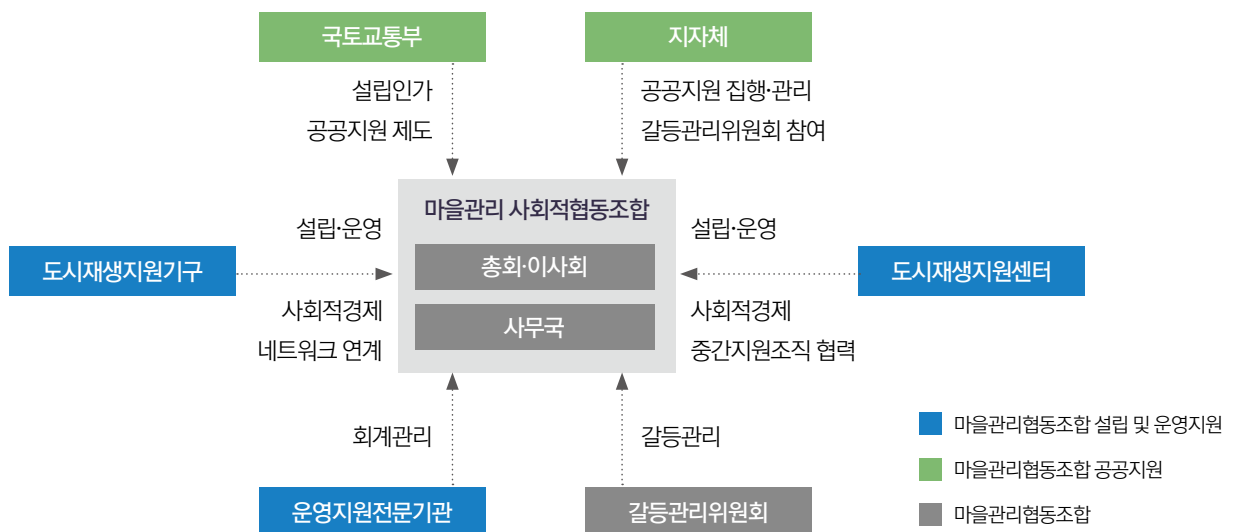 국토교통부
지자체
설립인가
공공지원 제도
공공지원 집행·관리
갈등관리위원회 참여
마을관리 사회적협동조합
총회·이사회
사무국
설립·운영
도시재생지원기구
사회적경제
네트워크 연계
설립·운영
도시재생지원센터
사회적경제
중간지원조직 협력
회계관리
갈등관리
운영지원전문기관
갈등관리위원회
마을관리협동조합 설립 및 운영지원
마을관리협동조합 공공지원
마을관리협동조합